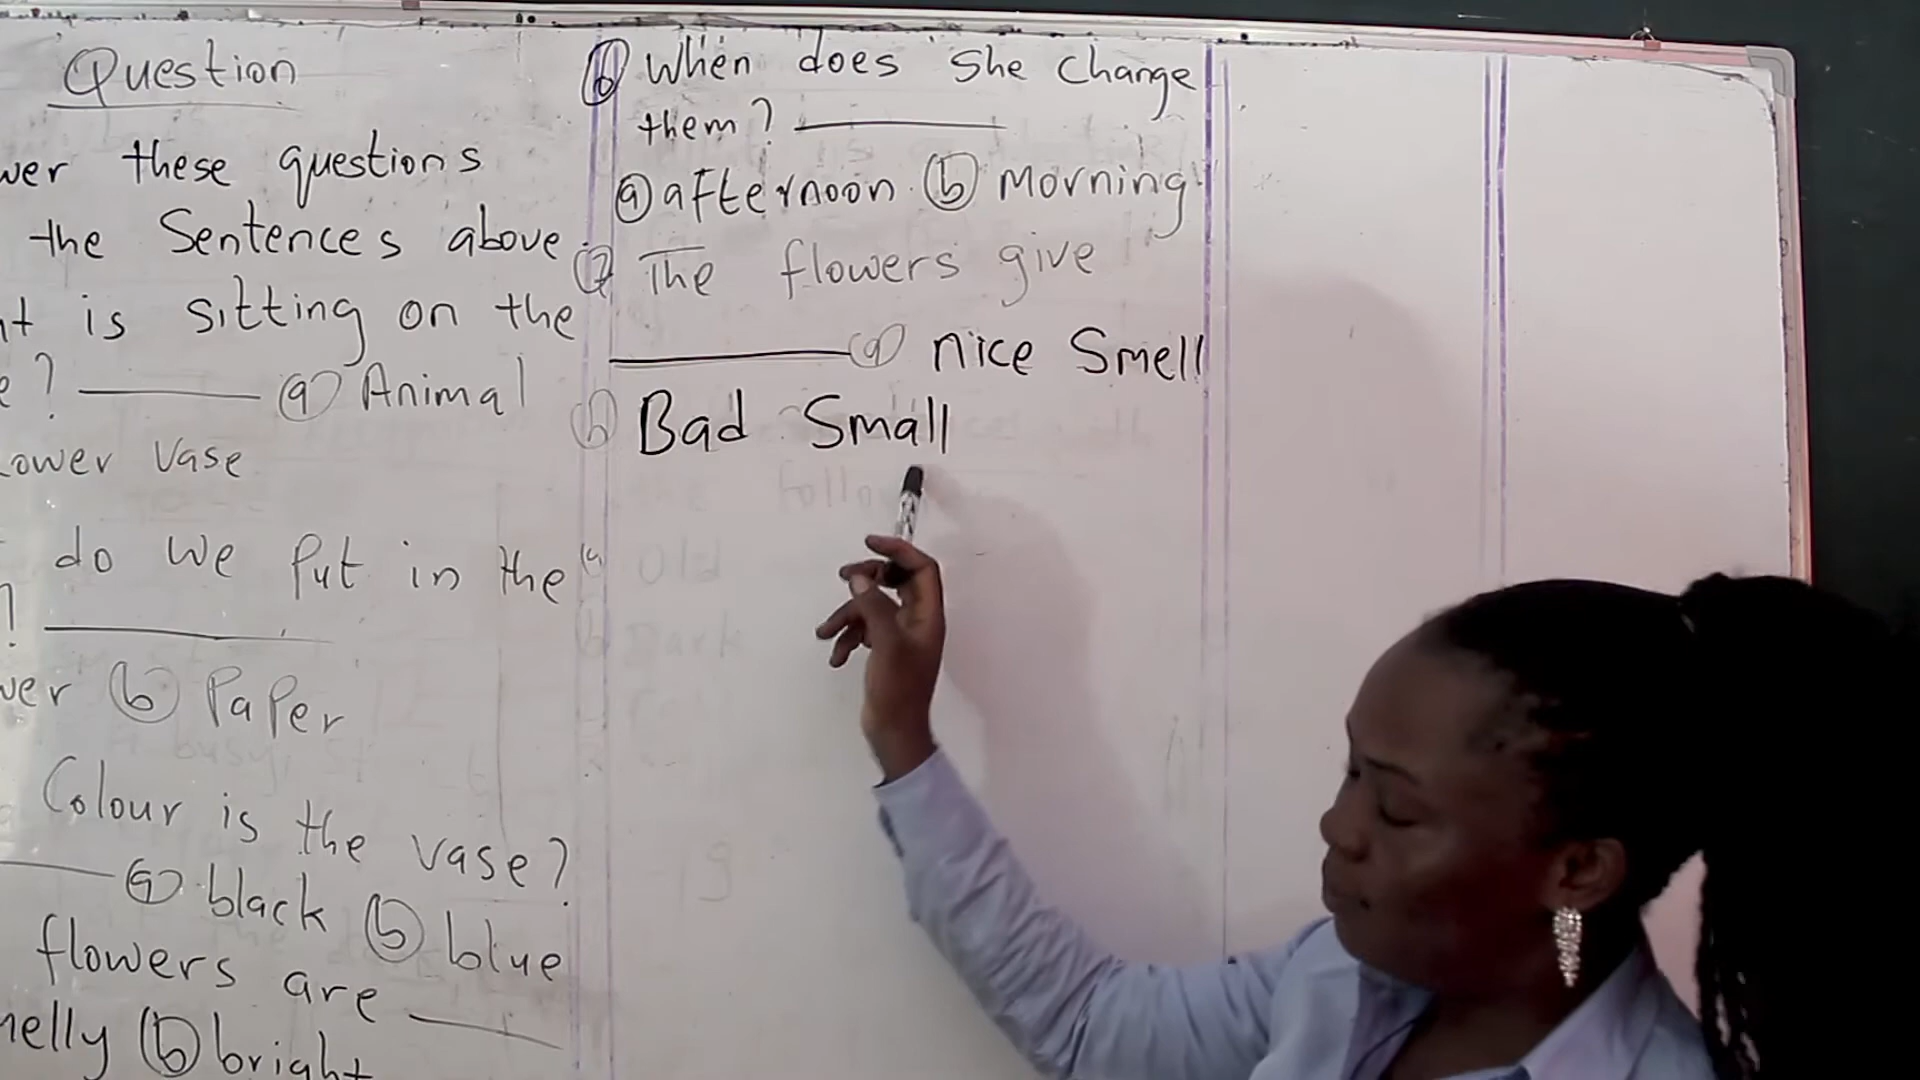 Question
wer these questions
the Sentences above
at is sitting on the
e? ______ (a) Animal
Lower vase
do we Put in the
? ______
wer (b) PaPer
Colour is the vase?
______ (a) black (b) blue
flowers are ______
melly (b) bright
(6) When does she change
them? ______
(a) afternoon (b) Morning
(7) The flowers give
______ (a) nice Smell
(b) Bad Small